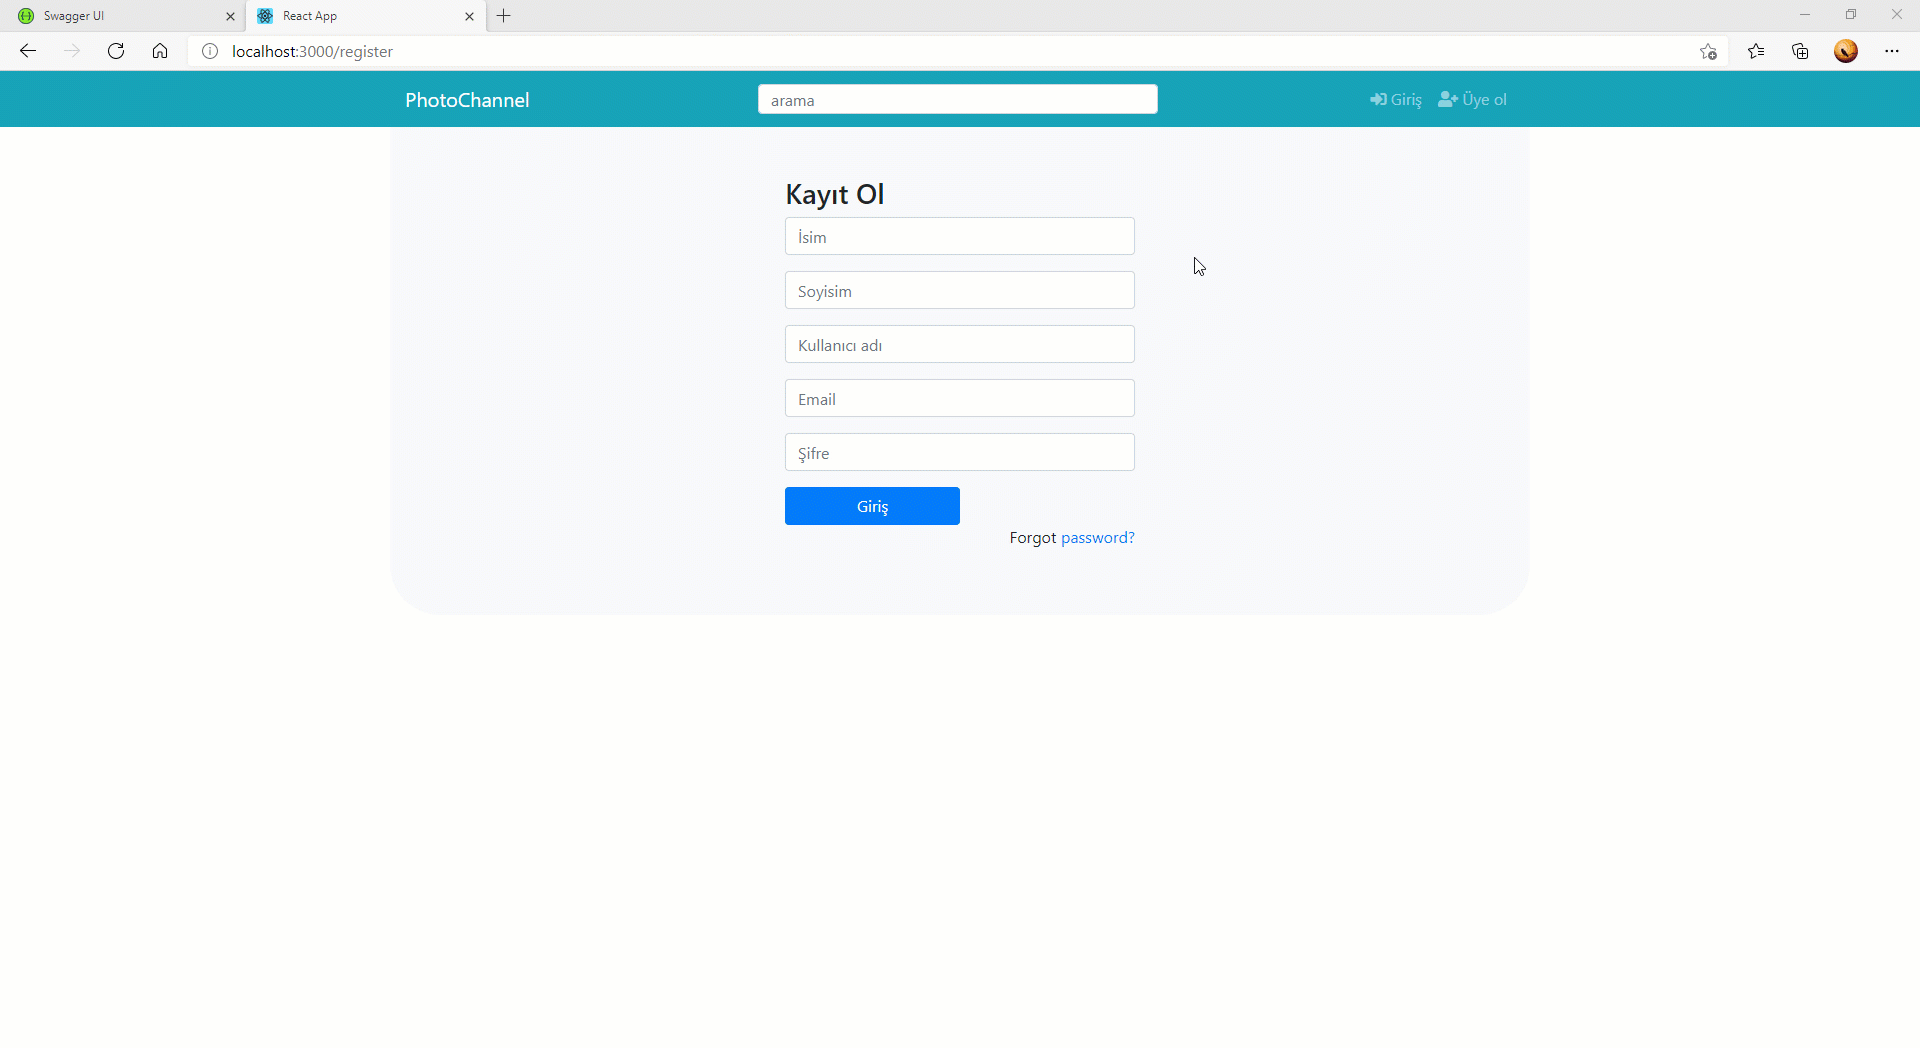 Swagger UI
React App
localhost:3000/register
PhotoChannel
arama
Giriş
Üye ol
Kayıt Ol
İsim
Soyisim
Kullanıcı adı
Email
Şifre
Giriş
Forgot password?